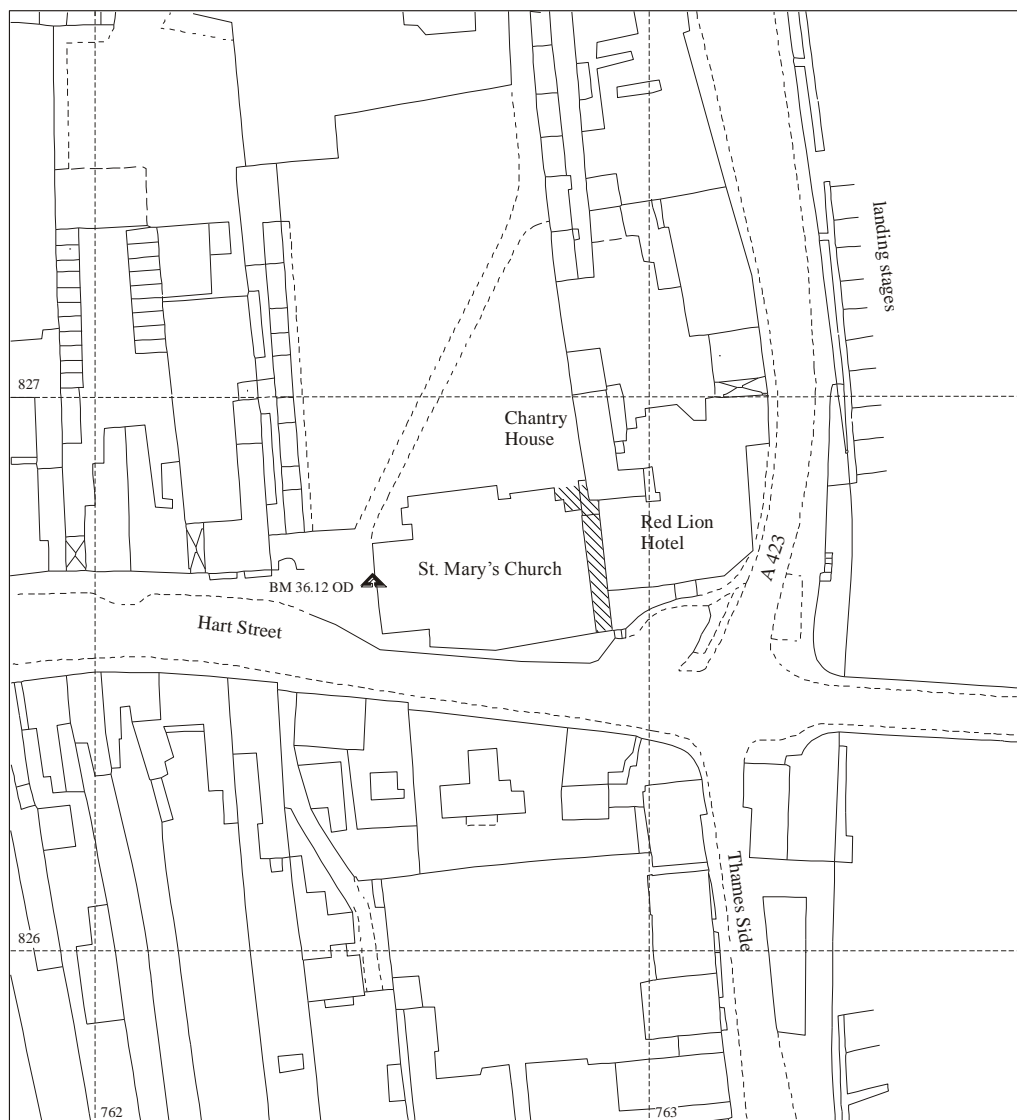 landing stages
827
Chantry
House
Red Lion
Hotel
A 423
St. Mary's Church
BM 36.12 OD
Hart Street
Thames Side
826
762
763